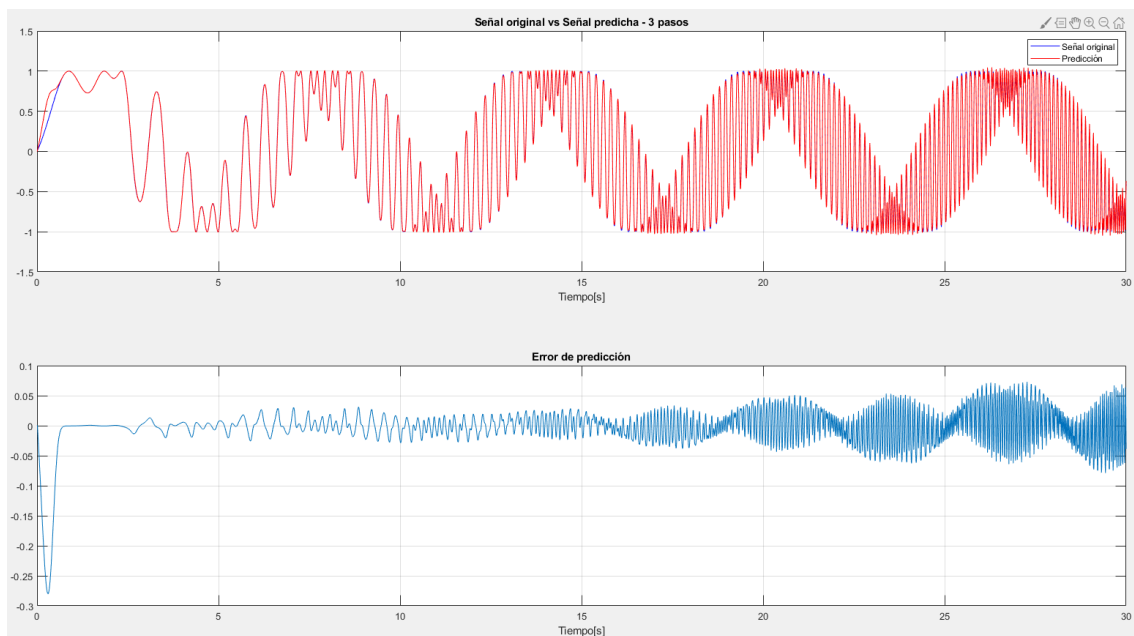 Señal original vs Señal predicha - 3 pasos
1.5
1
0.5
0
-0.5
-1
-1.5
Señal original
Predicción
0 5 10 15 20 25 30
Tiempo[s]
Error de predicción
0.1
0.05
0
-0.05
-0.1
-0.15
-0.2
-0.25
-0.3
0 5 10 15 20 25 30
Tiempo[s]